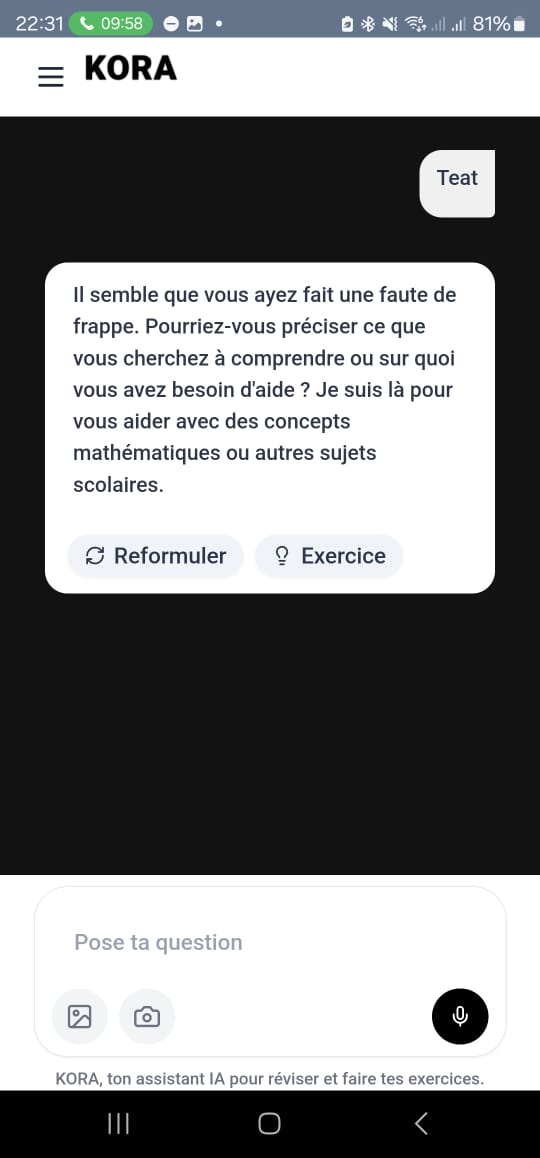 22:31 09:58 81%
KORA
Teat
Il semble que vous ayez fait une faute de
frappe. Pourriez-vous préciser ce que
vous cherchez à comprendre ou sur quoi
vous avez besoin d'aide ? Je suis là pour
vous aider avec des concepts
mathématiques ou autres sujets
scolaires.
Reformuler Exercice
Pose ta question
KORA, ton assistant IA pour réviser et faire tes exercices.